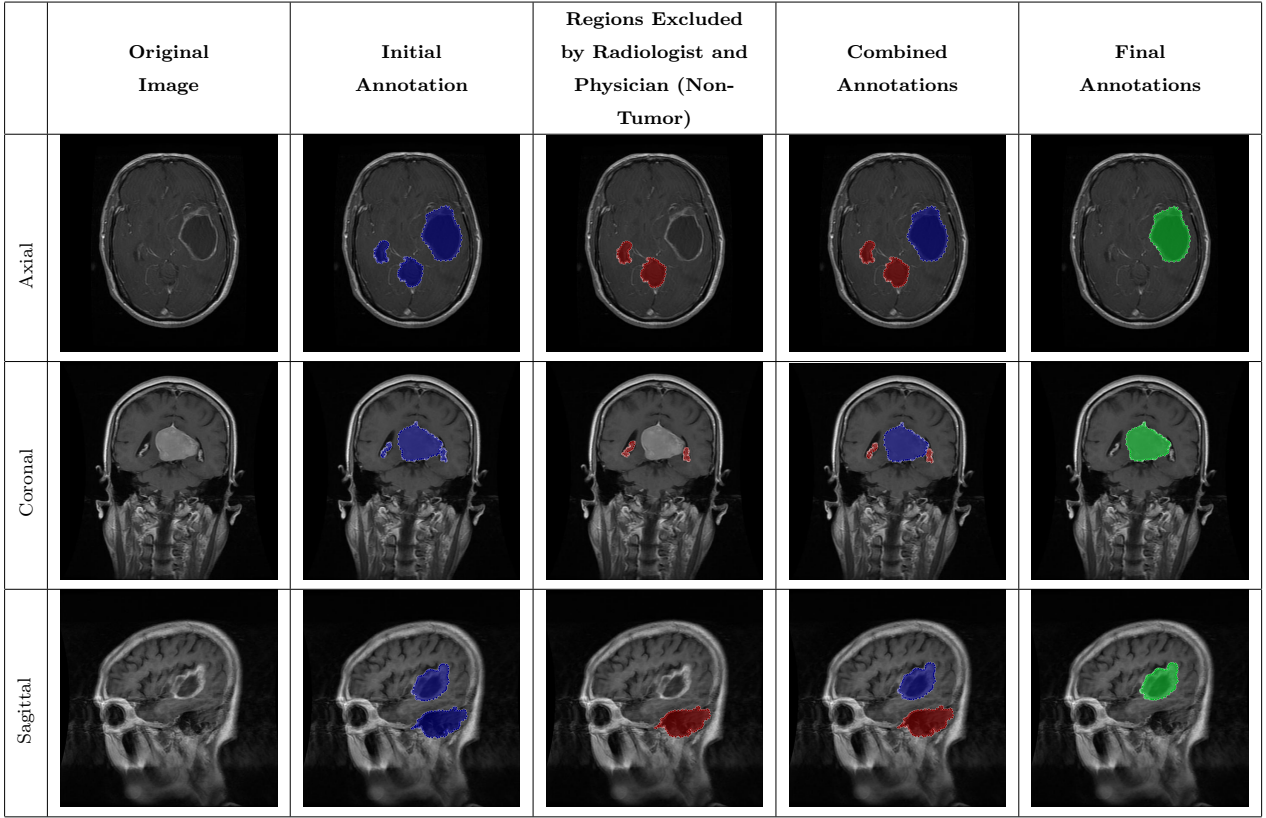 Original
Image
Initial
Annotation
Regions Excluded
by Radiologist and
Physician (Non-
Tumor)
Combined
Annotations
Final
Annotations
Axial
Coronal
Sagittal